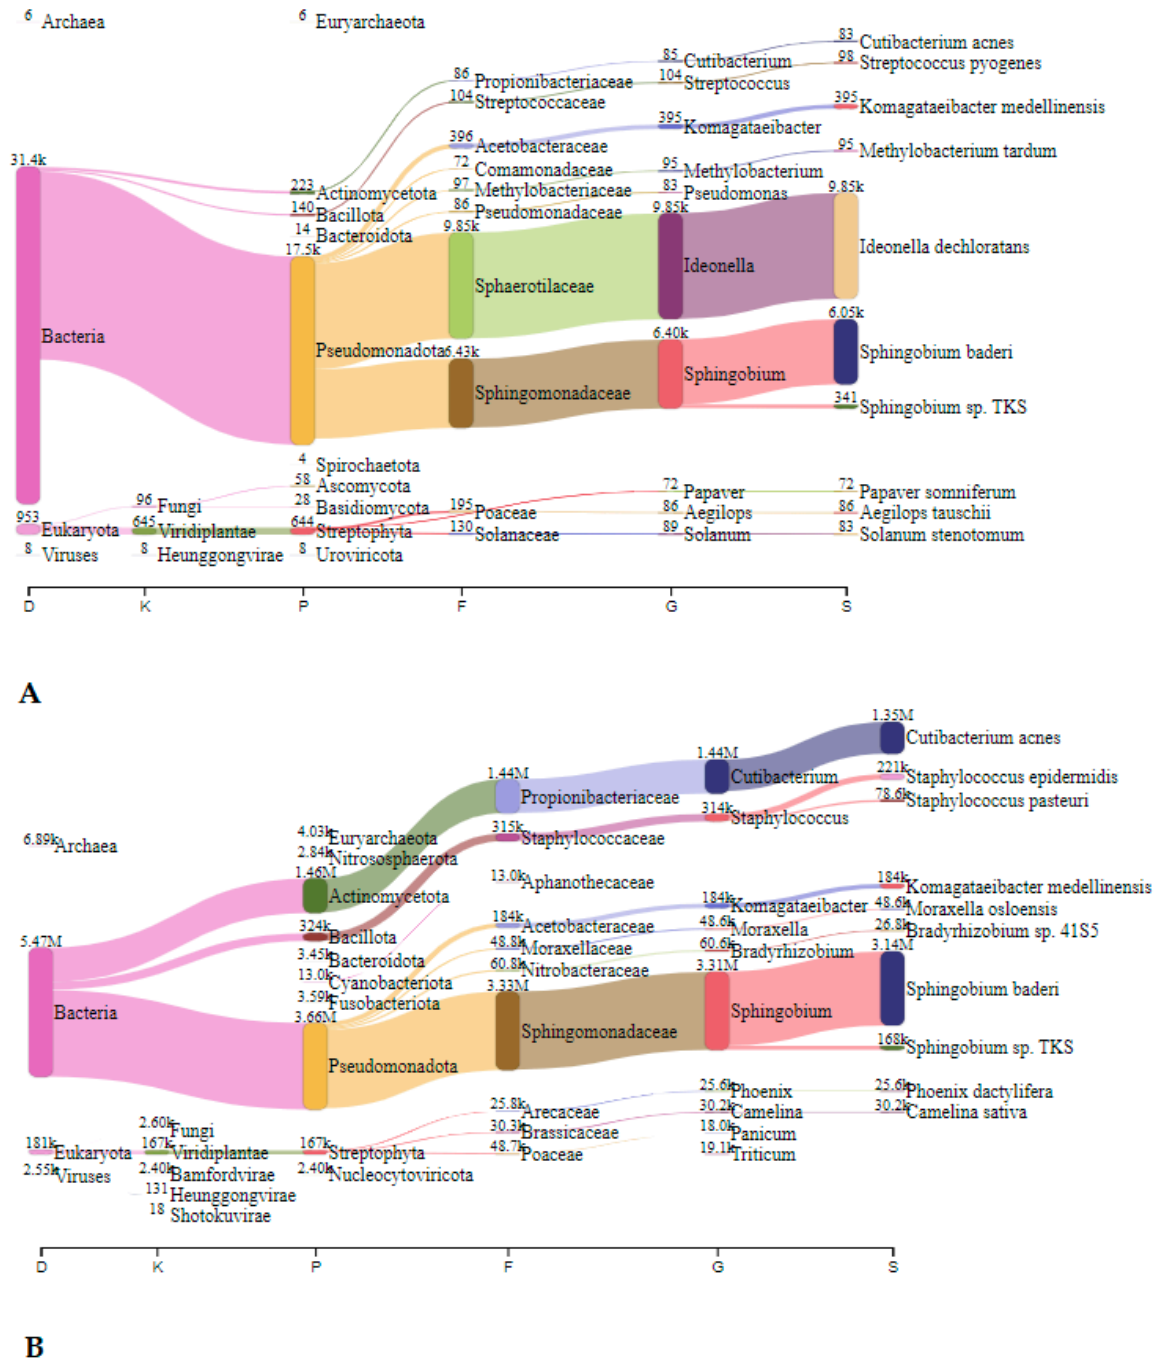 6 Archaea
6 Euryarchaeota
83 Cutibacterium acnes
85 Cutibacterium
98 Streptococcus pyogenes
86 Propionibacteriaceae
104 Streptococcus
104 Streptococcaceae
395 Komagataeibacter medellinensis
395 Komagataeibacter
396 Acetobacteraceae
95 Methylobacterium tardum
31.4k Bacteria
72 Comamonadaceae
95 Methylobacterium
223 Actinomycetota
97 Methylobacteriaceae
83 Pseudomonas
140 Bacillota
86 Pseudomonadaceae
14 Bacteroidota
9.85k Sphaerotilaceae
9.85k Ideonella
9.85k Ideonella dechloratans
17.5k Pseudomonadota
6.43k Sphingomonadaceae
6.40k Sphingobium
6.05k Sphingobium baderi
341 Sphingobium sp. TKS
4 Spirochaetota
58 Ascomycota
96 Fungi
28 Basidiomycota
195 Poaceae
72 Papaver
72 Papaver somniferum
86 Aegilops
86 Aegilops tauschii
953 Eukaryota
645 Viridiplantae
644 Streptophyta
130 Solanaceae
89 Solanum
83 Solanum stenotomum
8 Viruses
8 Heunggongvirae
8 Uroviricota
D K P F G S
A
1.35M Cutibacterium acnes
1.44M Cutibacterium
1.44M Propionibacteriaceae
221k Staphylococcus epidermidis
78.6k Staphylococcus pasteuri
314k Staphylococcus
315k Staphylococcaceae
6.89k Archaea
4.03k Euryarchaeota
2.84k Nitrososphaerota
1.46M Actinomycetota
13.0k Aphanothecaceae
184k Komagataeibacter medellinensis
184k Komagataeibacter
48.6k Moraxella osloensis
324k Bacillota
184k Acetobacteraceae
48.6k Moraxella
26.8k Bradyrhizobium sp. 41S5
5.47M Bacteria
3.45k Bacteroidota
48.8k Moraxellaceae
60.6k Bradyrhizobium
13.0k Cyanobacteriota
60.8k Nitrobacteraceae
3.59k Fusobacteriota
3.66M Pseudomonadota
3.33M Sphingomonadaceae
3.31M Sphingobium
3.14M Sphingobium baderi
168k Sphingobium sp. TKS
25.6k Phoenix
25.6k Phoenix dactylifera
25.8k Arecaceae
30.2k Camelina
30.2k Camelina sativa
2.60k Fungi
30.3k Brassicaceae
18.0k Panicum
181k Eukaryota
167k Viridiplantae
167k Streptophyta
48.7k Poaceae
19.1k Triticum
2.55k Viruses
2.40k Bamfordvirae
2.40k Nucleocytoviricota
131 Heunggongvirae
18 Shotokuvirae
D K P F G S
B